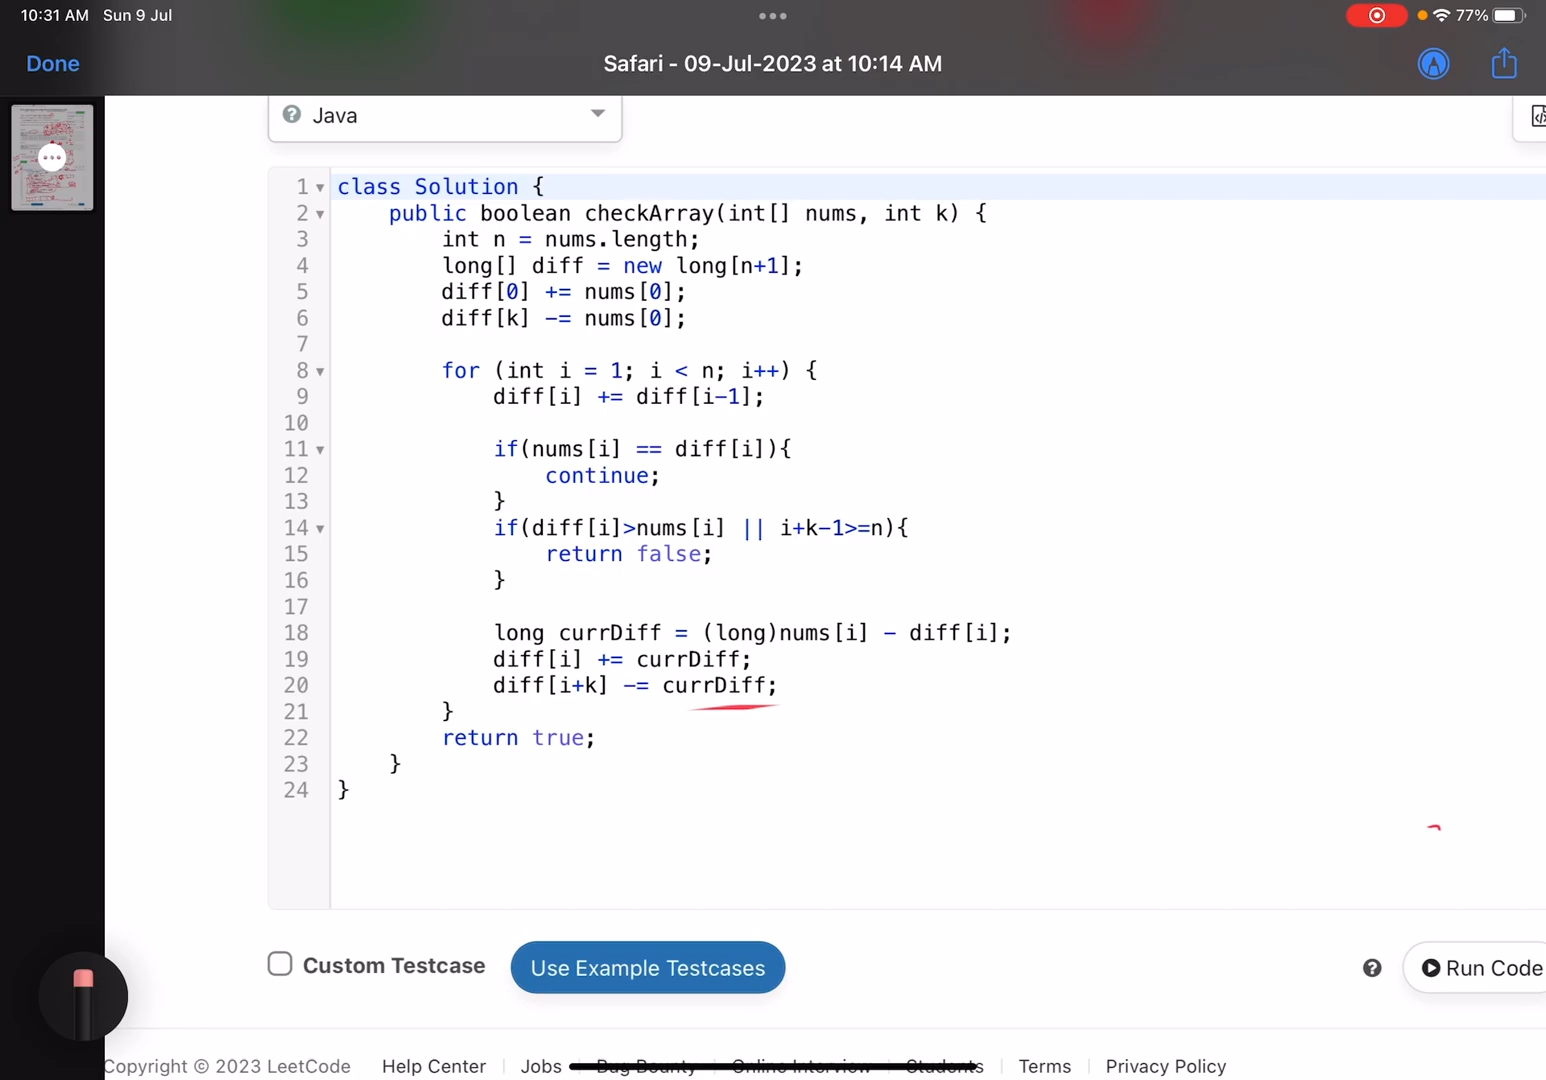 10:31 AM Sun 9 Jul
77%
Done
Safari - 09-Jul-2023 at 10:14 AM
Java
1 class Solution {
2     public boolean checkArray(int[] nums, int k) {
3         int n = nums.length;
4         long[] diff = new long[n+1];
5         diff[0] += nums[0];
6         diff[k] -= nums[0];
7
8         for (int i = 1; i < n; i++) {
9             diff[i] += diff[i-1];
10
11             if(nums[i] == diff[i]){
12                 continue;
13             }
14             if(diff[i]>nums[i] || i+k-1>=n){
15                 return false;
16             }
17
18             long currDiff = (long)nums[i] - diff[i];
19             diff[i] += currDiff;
20             diff[i+k] -= currDiff;
21         }
22         return true;
23     }
24 }
Custom Testcase
Use Example Testcases
Run Code
Copyright © 2023 LeetCode Help Center Jobs Bug Bounty Online Interview Students Terms Privacy Policy